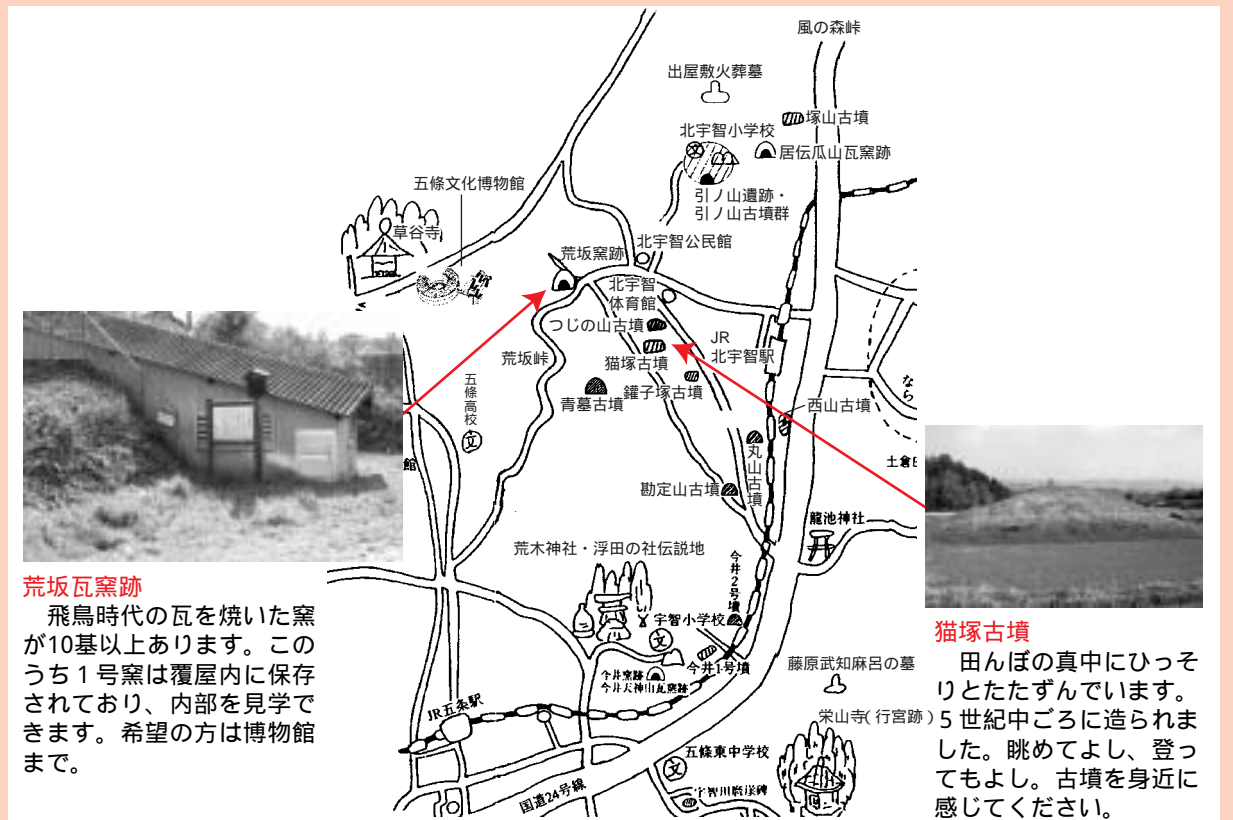 風の森峠
出屋敷火葬墓
塚山古墳
北宇智小学校
文
居伝瓜山瓦窯跡
五條文化博物館
引ノ山遺跡・
引ノ山古墳群
草谷寺
北宇智公民館
荒坂窯跡
北宇智
体育館
つじの山古墳
JR
北宇智駅
荒坂峠
猫塚古墳
なら
五條高校
文
青墓古墳
鑵子塚古墳
西山古墳
館
丸山古墳
土倉
勘定山古墳
龍池神社
荒木神社・浮田の社伝説地
今井2号墳
宇智小学校
文
今井1号墳
今井窯跡
今井天神山瓦窯跡
藤原武知麻呂の墓
JR五条駅
栄山寺(行宮跡)
五條東中学校
文
国道24号線
宇智川磨崖碑
荒坂瓦窯跡
飛鳥時代の瓦を焼いた窯
が10基以上あります。この
うち1号窯は覆屋内に保存
されており、内部を見学で
きます。希望の方は博物館
まで。
猫塚古墳
田んぼの真中にひっそ
りとたたずんでいます。
5世紀中ごろに造られま
した。眺めてよし、登っ
てもよし。古墳を身近に
感じてください。